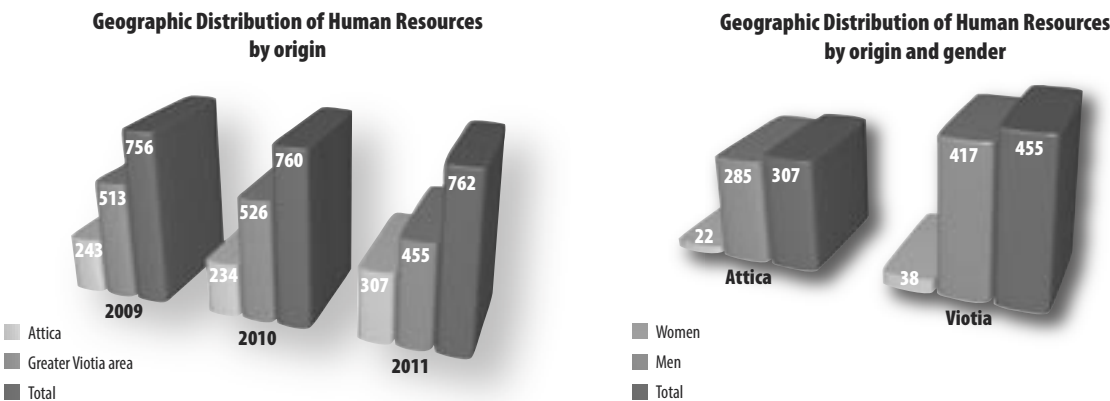 Geographic Distribution of Human Resources
by origin
756
513
243
2009
760
526
234
2010
762
455
307
2011
Attica
Greater Viotia area
Total
Geographic Distribution of Human Resources
by origin and gender
22
285
307
Attica
38
417
455
Viotia
Women
Men
Total